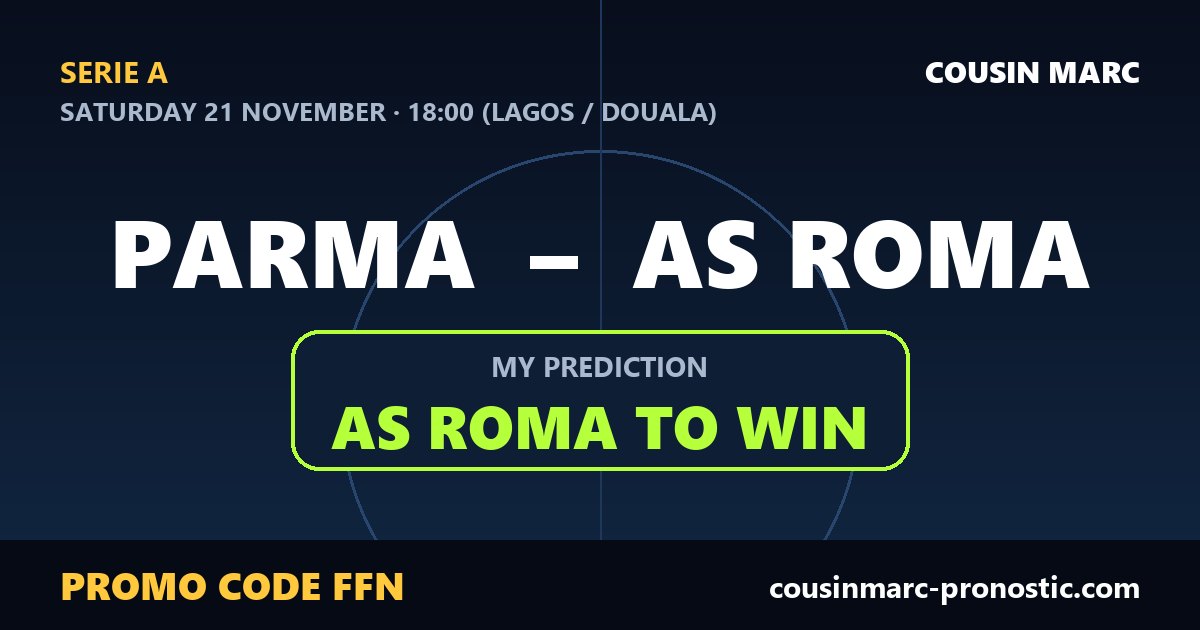 SERIE A
COUSIN MARC
SATURDAY 21 NOVEMBER · 18:00 (LAGOS / DOUALA)
PARMA – AS ROMA
MY PREDICTION
AS ROMA TO WIN
PROMO CODE FFN
cousinmarc-pronostic.com